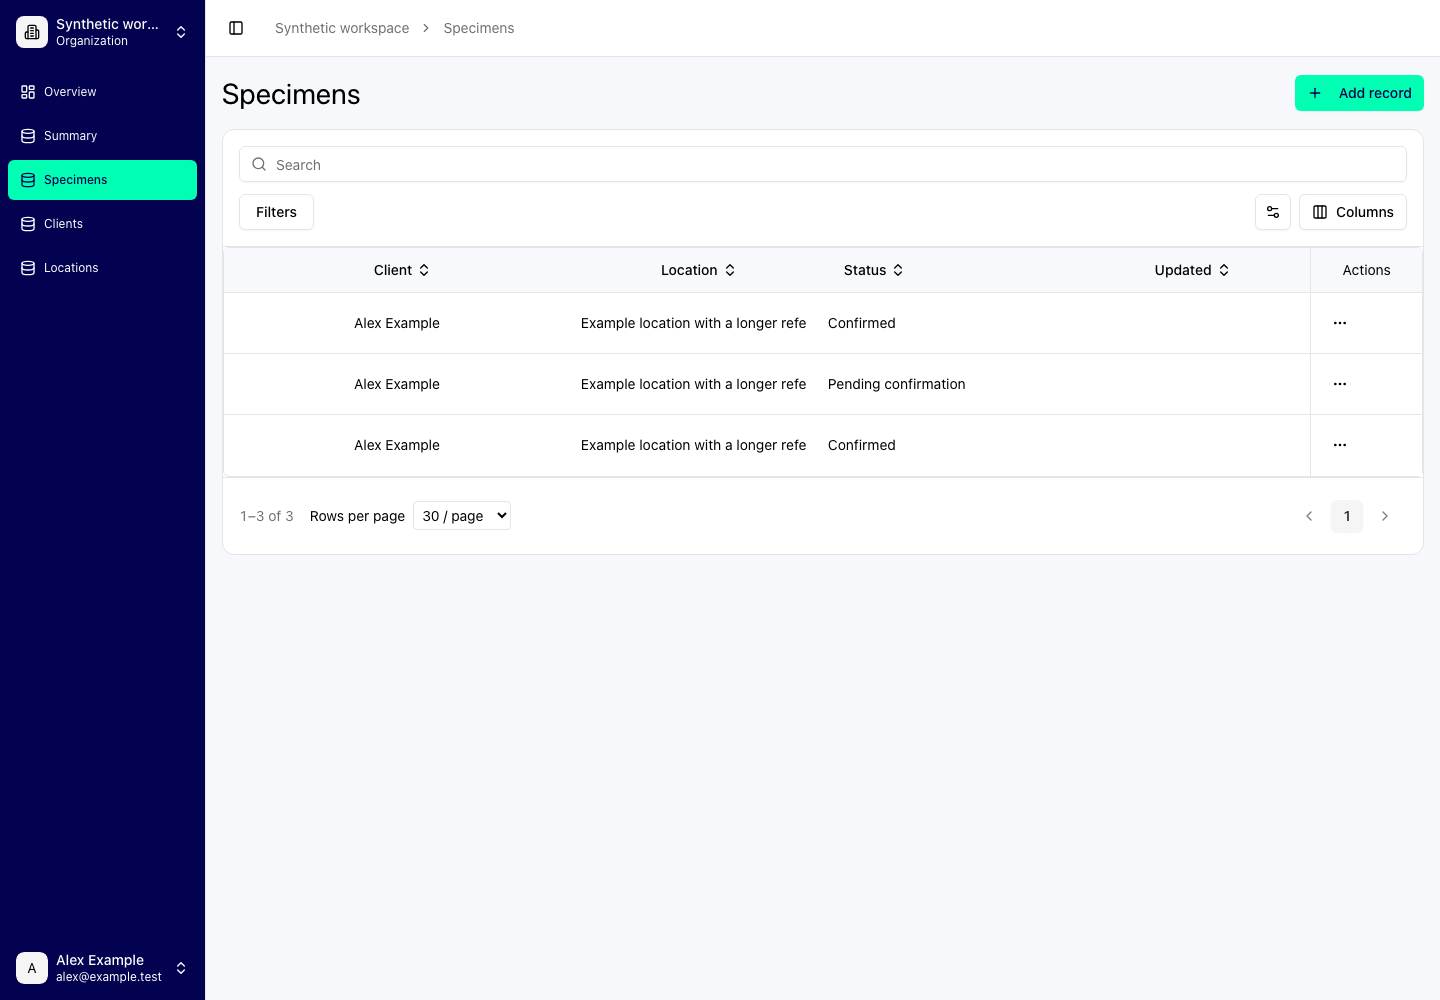 Synthetic wor...
Organization
Overview
Summary
Specimens
Clients
Locations
Alex Example
alex@example.test
A
Synthetic workspace > Specimens
Specimens
Add record
Search
Filters
Columns
Client Location Status Updated Actions
Alex Example Example location with a longer refe Confirmed
Alex Example Example location with a longer refe Pending confirmation
Alex Example Example location with a longer refe Confirmed
1–3 of 3 Rows per page 30 / page 1